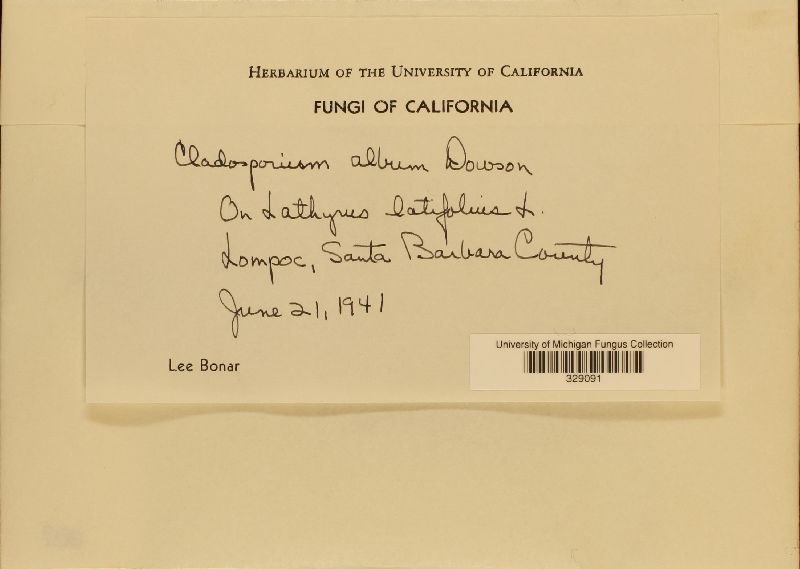 HERBARIUM OF THE UNIVERSITY OF CALIFORNIA
FUNGI OF CALIFORNIA
Cladosporium album Dowson
On Lathyrus latifolius L.
Lompoc, Santa Barbara County
June 21, 1941
Lee Bonar
University of Michigan Fungus Collection
329091